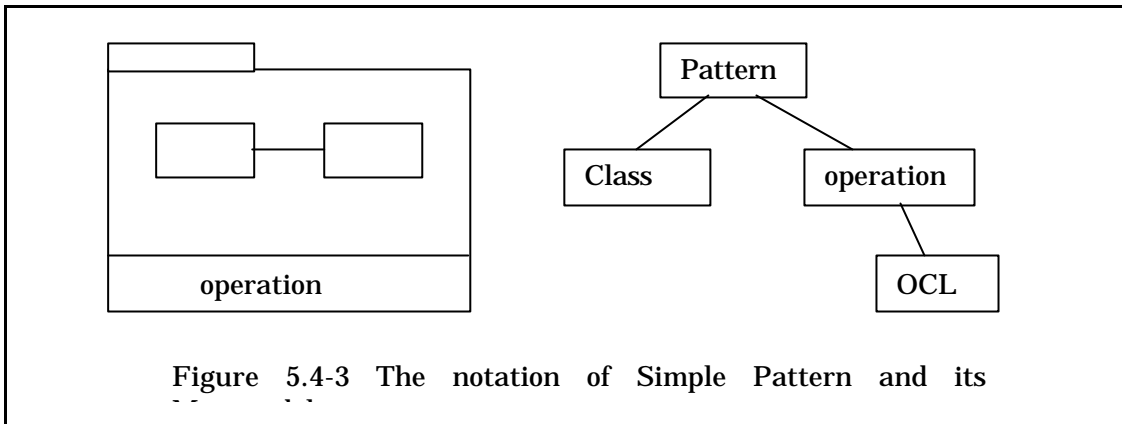 Pattern
Class
operation
operation
OCL
Figure 5.4-3 The notation of Simple Pattern and its